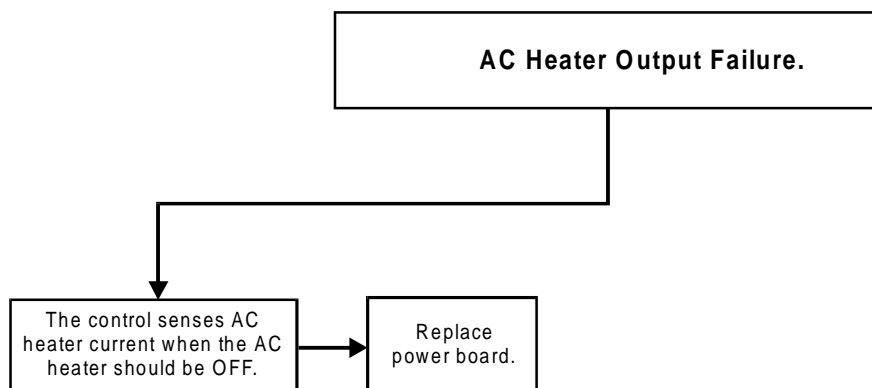 AC Heater Output Failure.
The control senses AC
heater current when the AC
heater should be OFF.
Replace
power board.